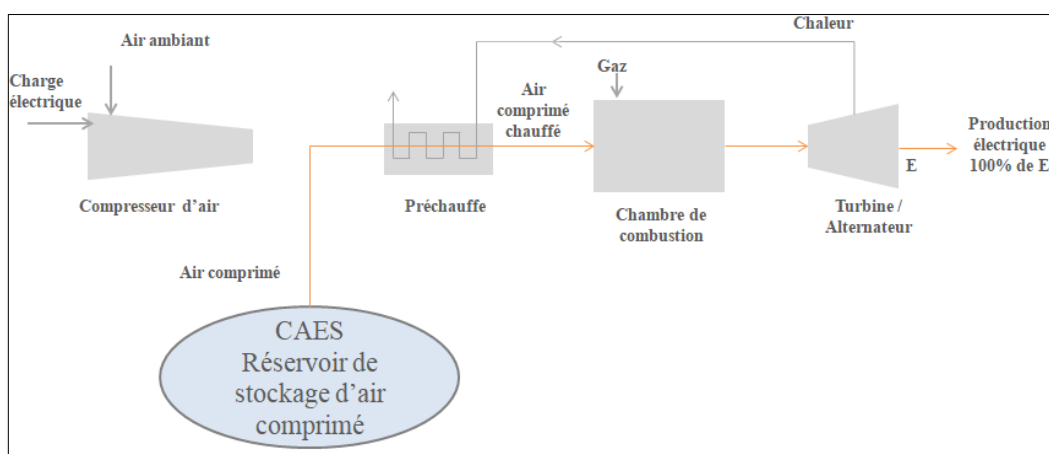 Chaleur
Air ambiant
Charge
électrique
Gaz
Air
comprimé
chauffé
Production
électrique
100% de E
E
Compresseur d’air
Préchauffe
Chambre de
combustion
Turbine /
Alternateur
Air comprimé
CAES
Réservoir de
stockage d’air
comprimé